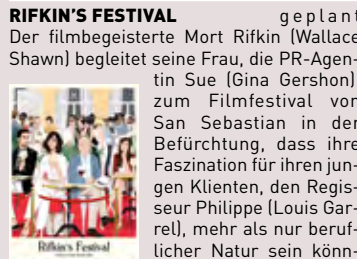 RIFKIN'S FESTIVAL geplant
Der filmbegeisterte Mort Rifkin (Wallace
Shawn) begleitet seine Frau, die PR-Agen-
tin Sue (Gina Gershon)
zum Filmfestival von
San Sebastian in der
Befürchtung, dass ihre
Faszination für ihren jun-
gen Klienten, den Regis-
seur Philippe (Louis Gar-
rel), mehr als nur beruf-
licher Natur sein könn-
Rifkin's Festival